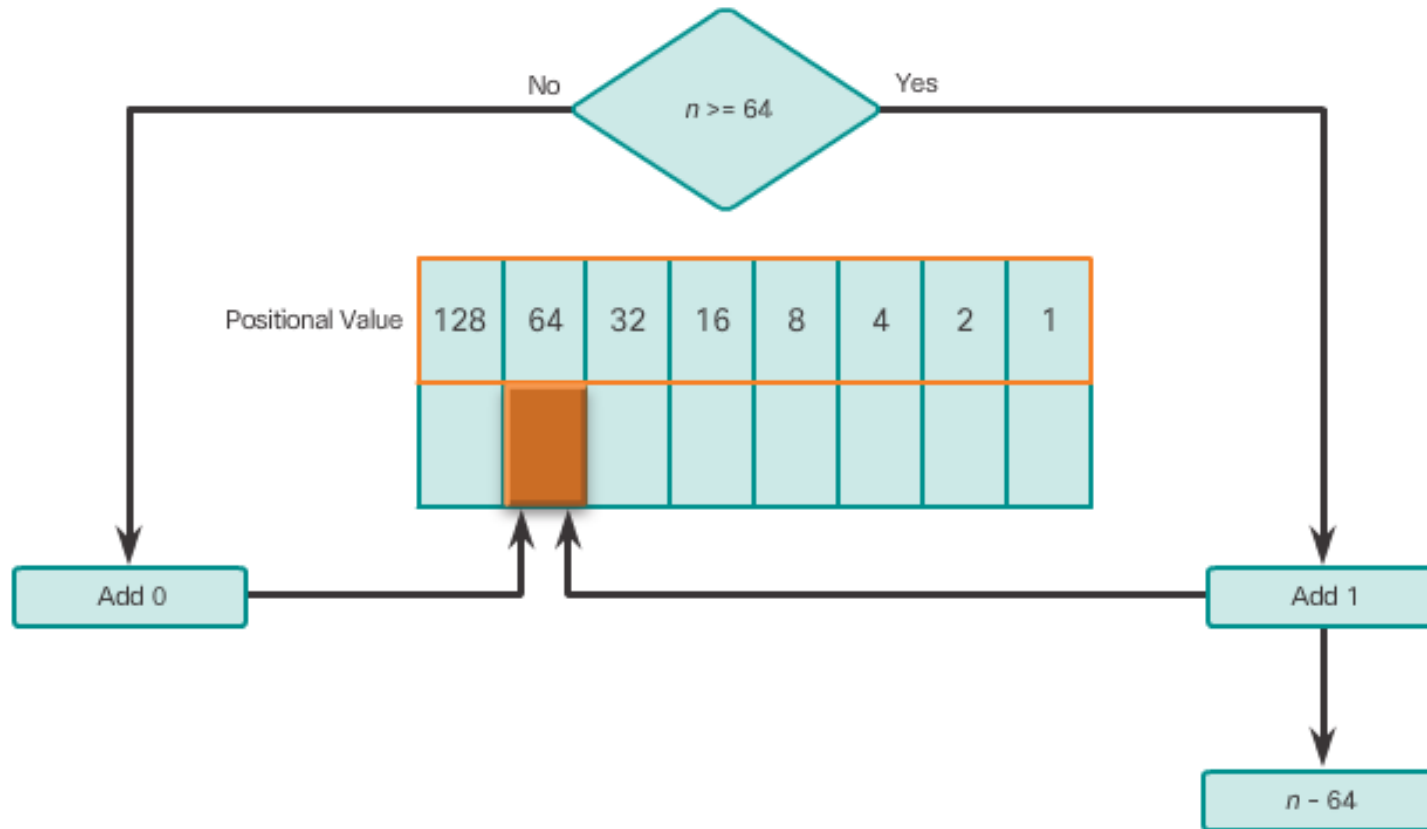 No
Yes
n >= 64
Positional Value 128 64 32 16 8 4 2 1
Add 0
Add 1
n - 64